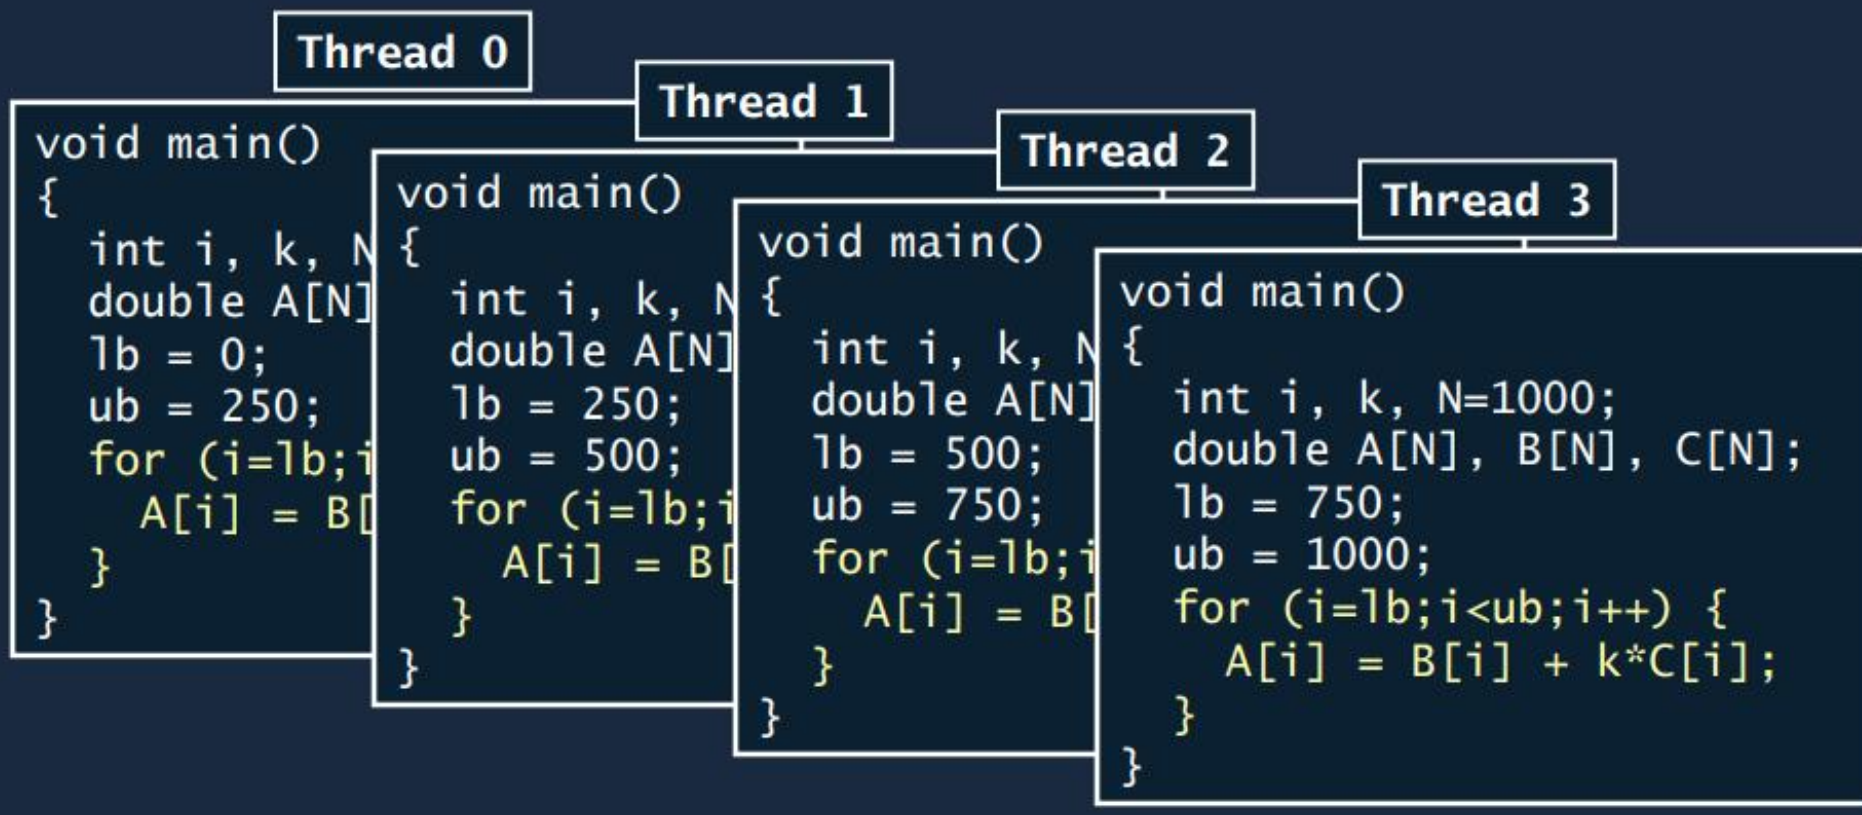 Thread 0
void main()
{
int i, k, N
double A[N]
lb = 0;
ub = 250;
for (i=lb;i
A[i] = B[
}
}
Thread 1
void main()
{
int i, k, N
double A[N]
lb = 250;
ub = 500;
for (i=lb;i
A[i] = B[
}
}
Thread 2
void main()
{
int i, k, N
double A[N]
lb = 500;
ub = 750;
for (i=lb;i
A[i] = B[
}
}
Thread 3
void main()
{
int i, k, N=1000;
double A[N], B[N], C[N];
lb = 750;
ub = 1000;
for (i=lb;i<ub;i++) {
A[i] = B[i] + k*C[i];
}
}